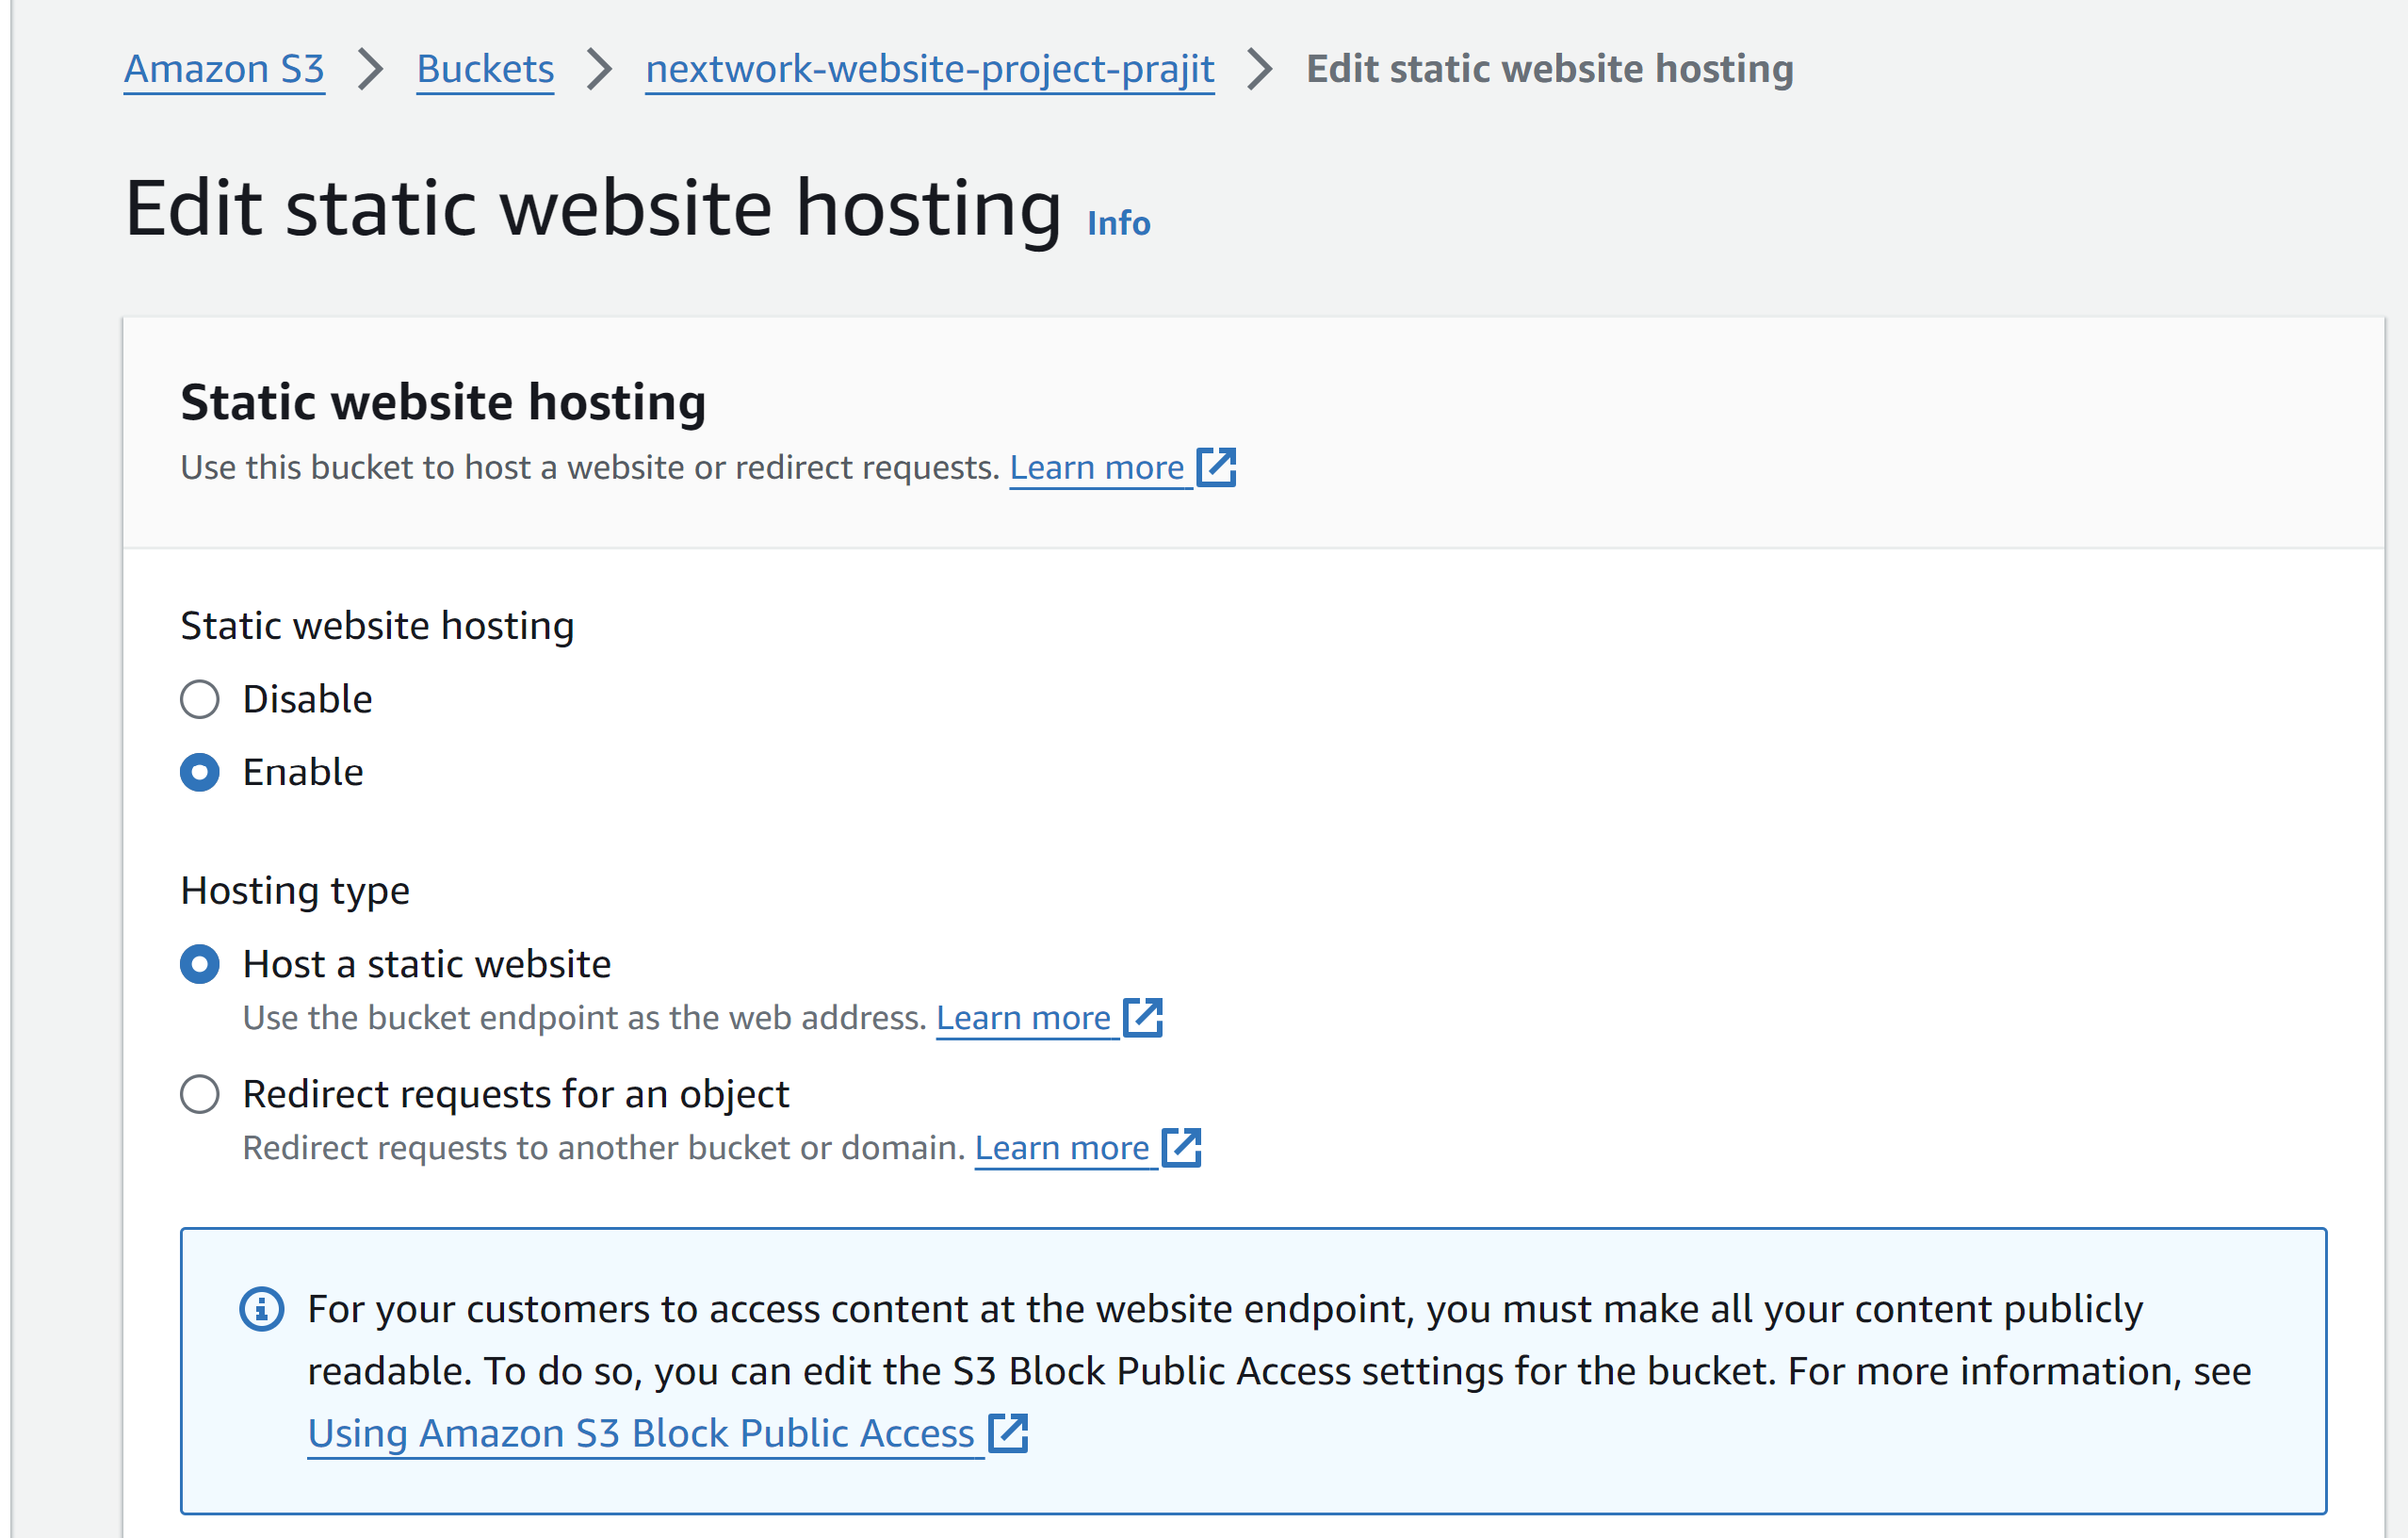 Amazon S3 > Buckets > nextwork-website-project-prajit > Edit static website hosting
Edit static website hosting Info
Static website hosting
Use this bucket to host a website or redirect requests. Learn more
Static website hosting
Disable
Enable
Hosting type
Host a static website
Use the bucket endpoint as the web address. Learn more
Redirect requests for an object
Redirect requests to another bucket or domain. Learn more
For your customers to access content at the website endpoint, you must make all your content publicly
readable. To do so, you can edit the S3 Block Public Access settings for the bucket. For more information, see
Using Amazon S3 Block Public Access